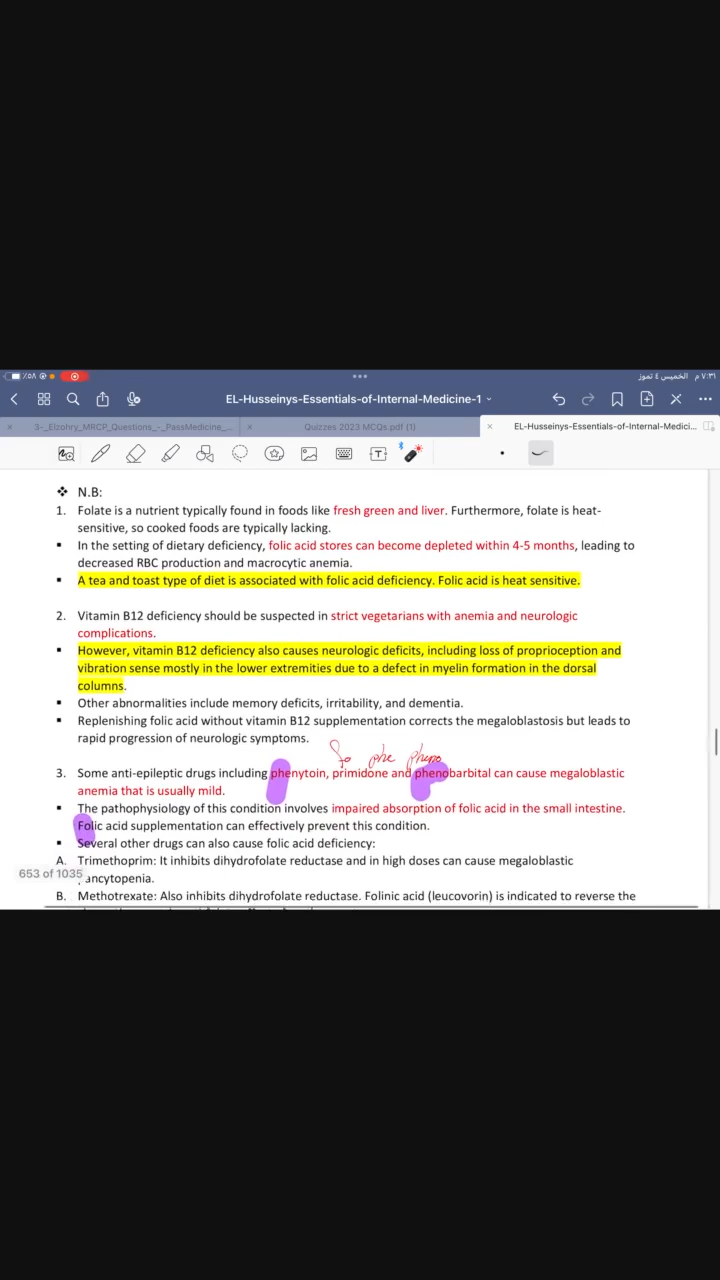 ٪٥٨
٧:٣١ م الخميس ٤ تموز
EL-Husseinys-Essentials-of-Internal-Medicine-1
3-_Elzohry_MRCP_Questions_-_PassMedicine_...
Quizzes 2023 MCQs.pdf (1)
EL-Husseinys-Essentials-of-Internal-Medici...
❖ N.B:
1. Folate is a nutrient typically found in foods like fresh green and liver. Furthermore, folate is heat-
sensitive, so cooked foods are typically lacking.
▪ In the setting of dietary deficiency, folic acid stores can become depleted within 4-5 months, leading to
decreased RBC production and macrocytic anemia.
▪ A tea and toast type of diet is associated with folic acid deficiency. Folic acid is heat sensitive.
2. Vitamin B12 deficiency should be suspected in strict vegetarians with anemia and neurologic
complications.
▪ However, vitamin B12 deficiency also causes neurologic deficits, including loss of proprioception and
vibration sense mostly in the lower extremities due to a defect in myelin formation in the dorsal
columns.
▪ Other abnormalities include memory deficits, irritability, and dementia.
▪ Replenishing folic acid without vitamin B12 supplementation corrects the megaloblastosis but leads to
rapid progression of neurologic symptoms.
phe pheno
3. Some anti-epileptic drugs including phenytoin, primidone and phenobarbital can cause megaloblastic
anemia that is usually mild.
▪ The pathophysiology of this condition involves impaired absorption of folic acid in the small intestine.
Folic acid supplementation can effectively prevent this condition.
▪ Several other drugs can also cause folic acid deficiency:
A. Trimethoprim: It inhibits dihydrofolate reductase and in high doses can cause megaloblastic
653 of 1035
ancytopenia.
B. Methotrexate: Also inhibits dihydrofolate reductase. Folinic acid (leucovorin) is indicated to reverse the